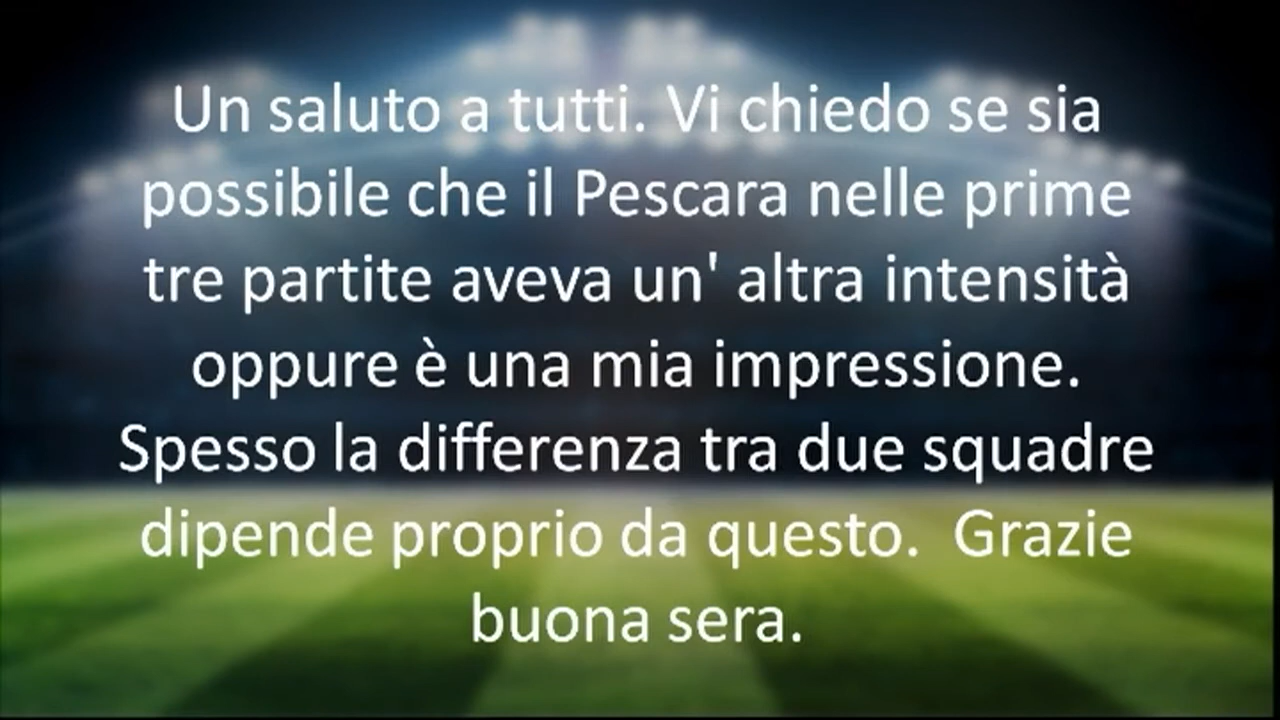 Un saluto a tutti. Vi chiedo se sia
possibile che il Pescara nelle prime
tre partite aveva un' altra intensità
oppure è una mia impressione.
Spesso la differenza tra due squadre
dipende proprio da questo.  Grazie
buona sera.